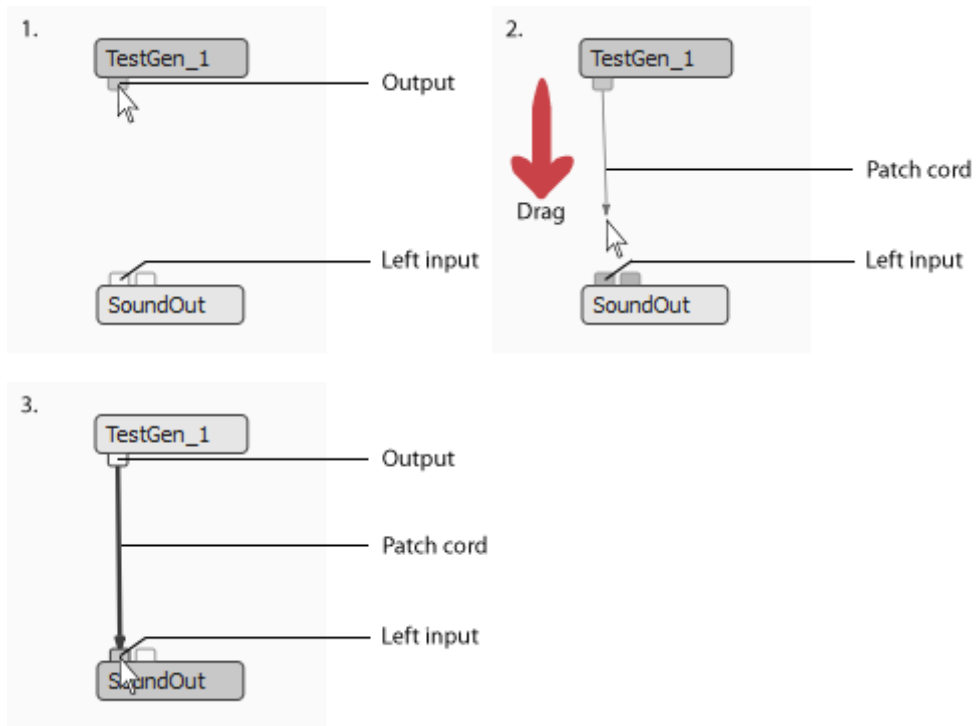 1.
TestGen_1
Output
Left input
SoundOut
2.
TestGen_1
Patch cord
Drag
Left input
SoundOut
3.
TestGen_1
Output
Patch cord
Left input
SoundOut